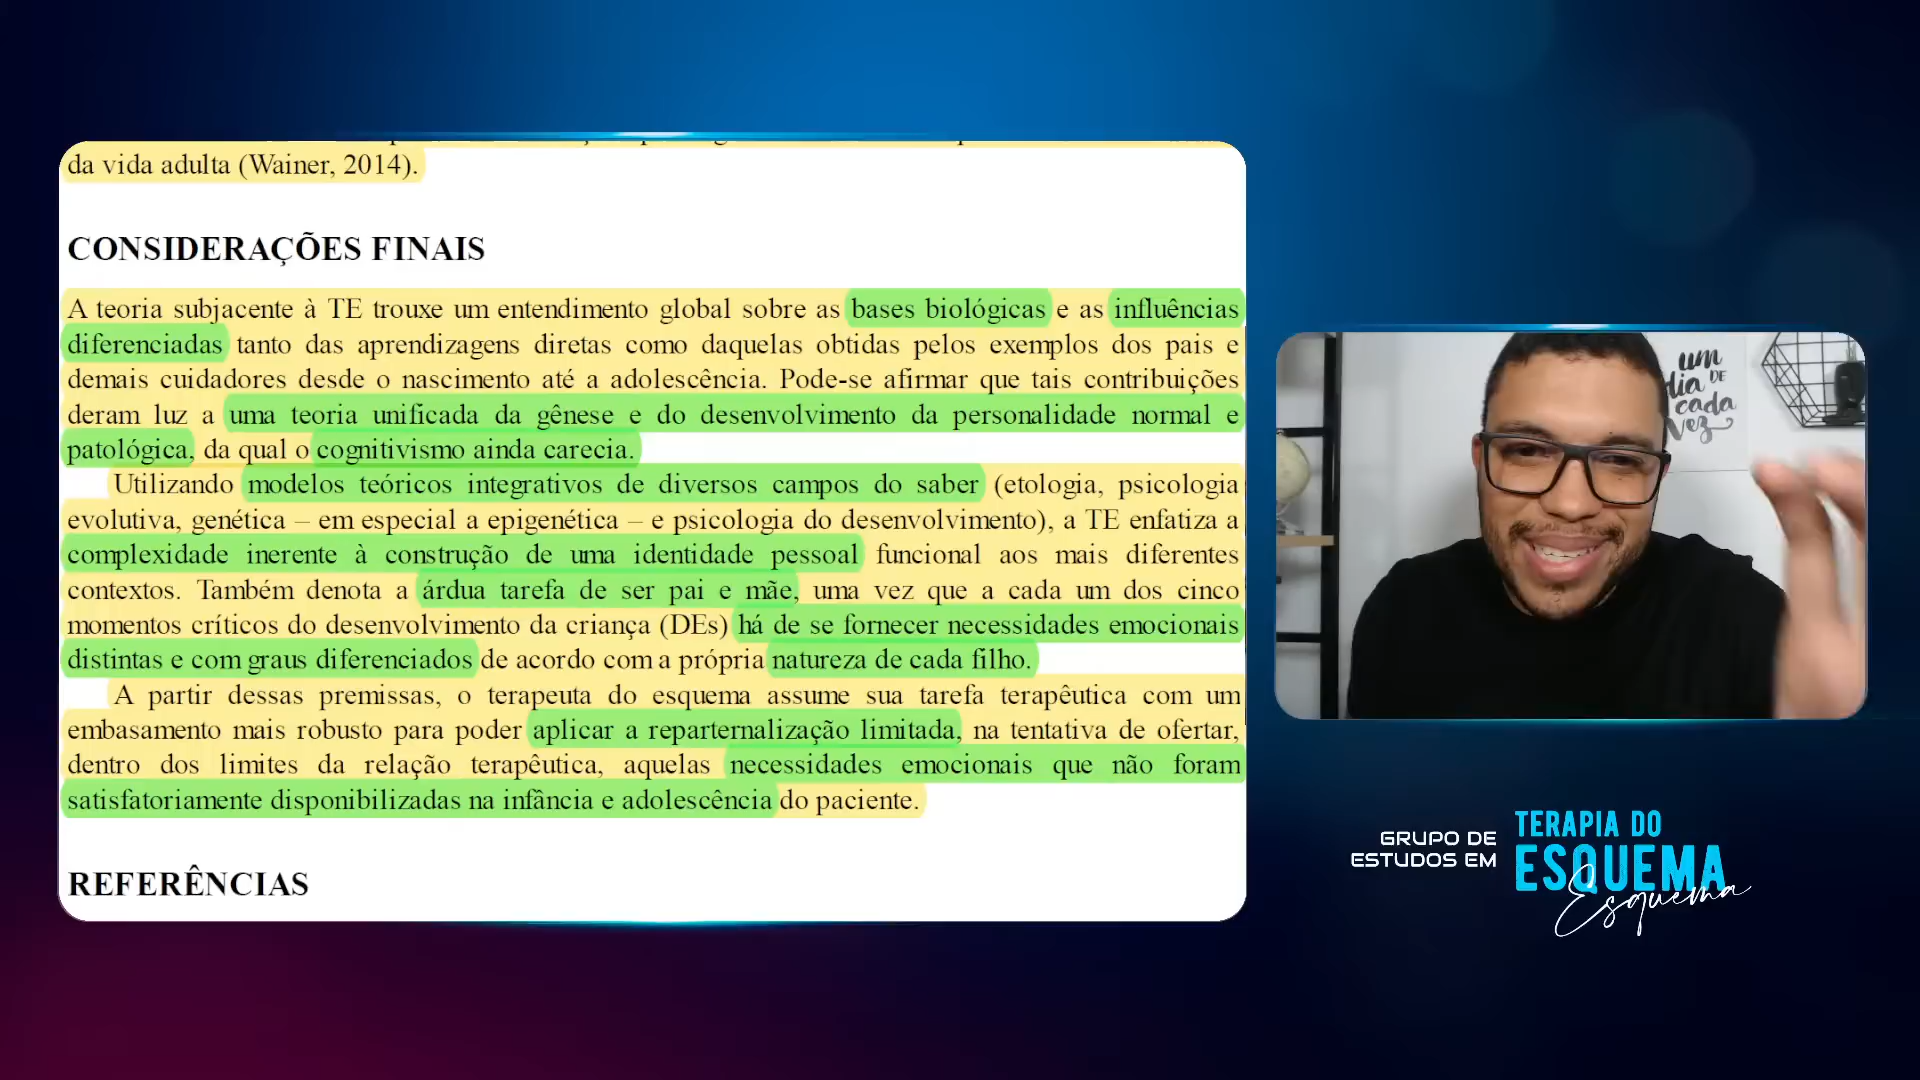 da vida adulta (Wainer, 2014).
CONSIDERAÇÕES FINAIS
A teoria subjacente à TE trouxe um entendimento global sobre as bases biológicas e as influências
diferenciadas tanto das aprendizagens diretas como daquelas obtidas pelos exemplos dos pais e
demais cuidadores desde o nascimento até a adolescência. Pode-se afirmar que tais contribuições
deram luz a uma teoria unificada da gênese e do desenvolvimento da personalidade normal e
patológica, da qual o cognitivismo ainda carecia.
Utilizando modelos teóricos integrativos de diversos campos do saber (etologia, psicologia
evolutiva, genética – em especial a epigenética – e psicologia do desenvolvimento), a TE enfatiza a
complexidade inerente à construção de uma identidade pessoal funcional aos mais diferentes
contextos. Também denota a árdua tarefa de ser pai e mãe, uma vez que a cada um dos cinco
momentos críticos do desenvolvimento da criança (DEs) há de se fornecer necessidades emocionais
distintas e com graus diferenciados de acordo com a própria natureza de cada filho.
A partir dessas premissas, o terapeuta do esquema assume sua tarefa terapêutica com um
embasamento mais robusto para poder aplicar a reparternalização limitada, na tentativa de ofertar,
dentro dos limites da relação terapêutica, aquelas necessidades emocionais que não foram
satisfatoriamente disponibilizadas na infância e adolescência do paciente.
REFERÊNCIAS
um
dia DE
cada
vez
GRUPO DE
ESTUDOS EM
TERAPIA DO
ESQUEMA
Esquema